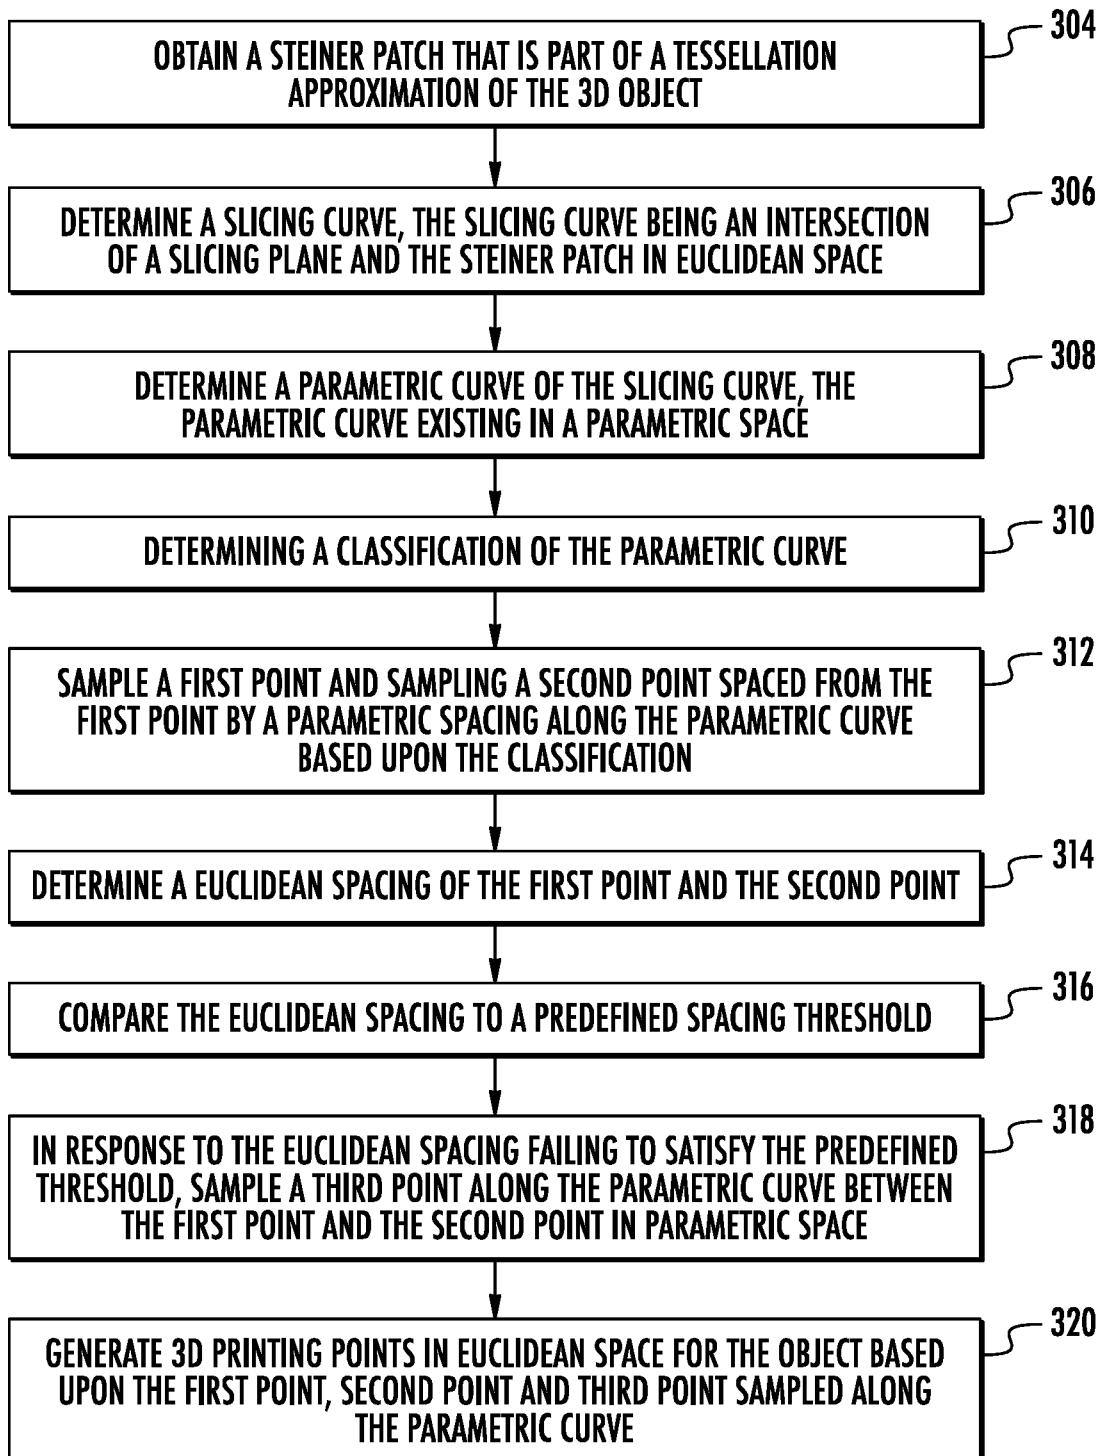 304
OBTAIN A STEINER PATCH THAT IS PART OF A TESSELLATION
APPROXIMATION OF THE 3D OBJECT
306
DETERMINE A SLICING CURVE, THE SLICING CURVE BEING AN INTERSECTION
OF A SLICING PLANE AND THE STEINER PATCH IN EUCLIDEAN SPACE
308
DETERMINE A PARAMETRIC CURVE OF THE SLICING CURVE, THE
PARAMETRIC CURVE EXISTING IN A PARAMETRIC SPACE
310
DETERMINING A CLASSIFICATION OF THE PARAMETRIC CURVE
312
SAMPLE A FIRST POINT AND SAMPLING A SECOND POINT SPACED FROM THE
FIRST POINT BY A PARAMETRIC SPACING ALONG THE PARAMETRIC CURVE
BASED UPON THE CLASSIFICATION
314
DETERMINE A EUCLIDEAN SPACING OF THE FIRST POINT AND THE SECOND POINT
316
COMPARE THE EUCLIDEAN SPACING TO A PREDEFINED SPACING THRESHOLD
318
IN RESPONSE TO THE EUCLIDEAN SPACING FAILING TO SATISFY THE PREDEFINED
THRESHOLD, SAMPLE A THIRD POINT ALONG THE PARAMETRIC CURVE BETWEEN
THE FIRST POINT AND THE SECOND POINT IN PARAMETRIC SPACE
320
GENERATE 3D PRINTING POINTS IN EUCLIDEAN SPACE FOR THE OBJECT BASED
UPON THE FIRST POINT, SECOND POINT AND THIRD POINT SAMPLED ALONG
THE PARAMETRIC CURVE